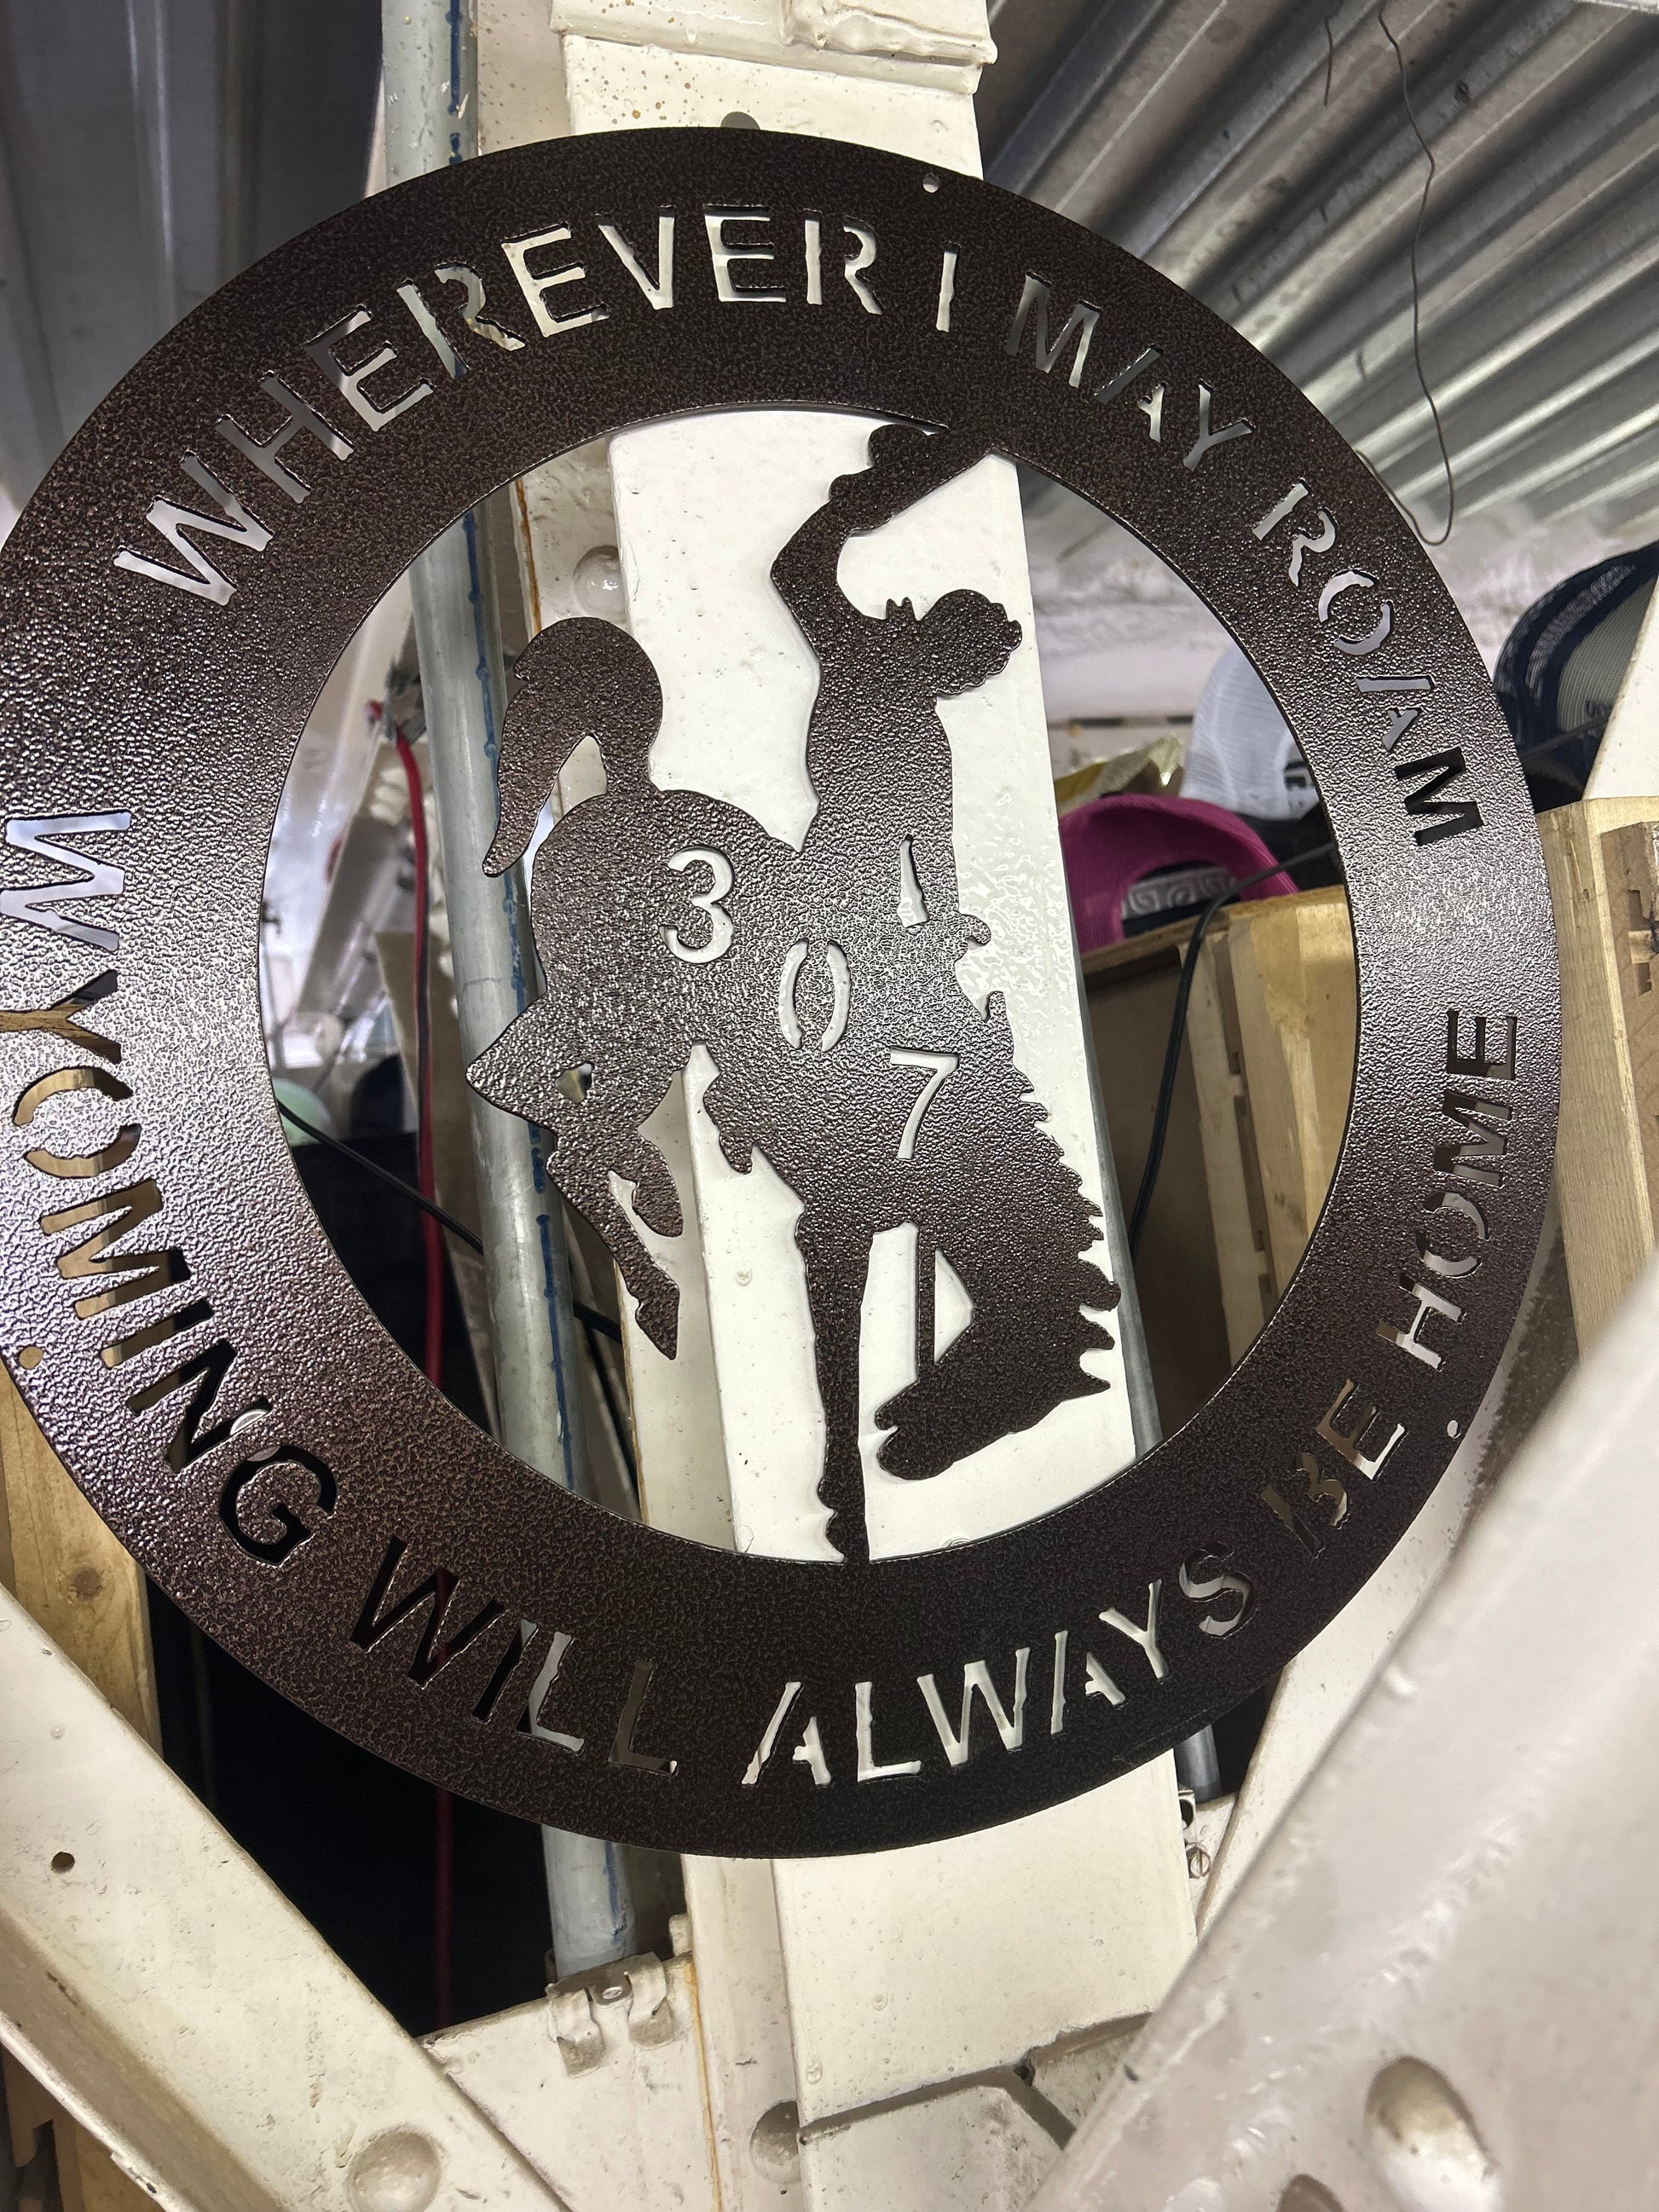 WHEREVER I MAY ROAM
307
WYOMING WILL ALWAYS BE HOME